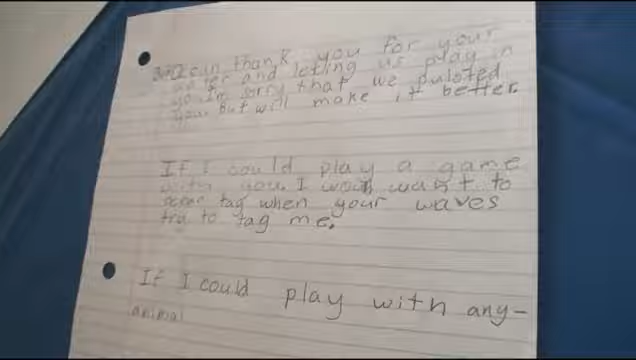 Ocean thank you for your
water and letting us play in
you. I'm sorry that we puloted
you. But will make it better.
If I could play a game
with you. I woud want to
ocean tag when your waves
trd to tag me.
If I could play with any-
animal